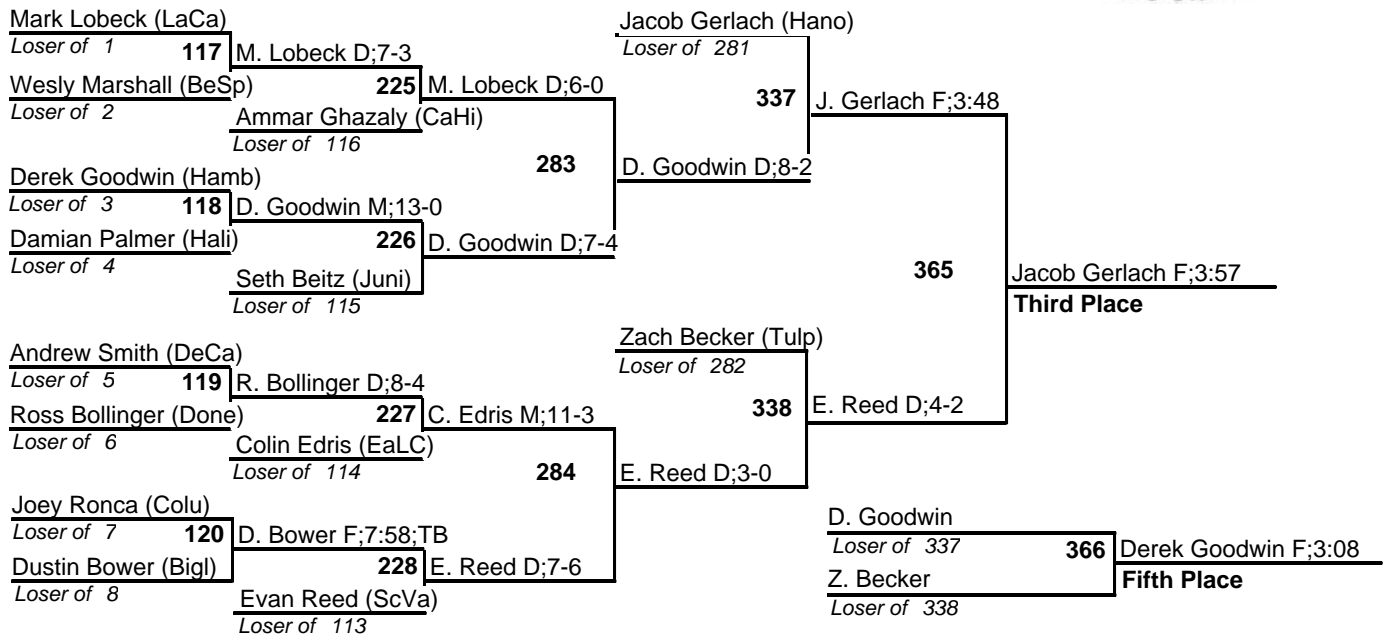 Mark Lobeck (LaCa)
Loser of 1
117
M. Lobeck D;7-3
Wesly Marshall (BeSp)
Loser of 2
225
M. Lobeck D;6-0
Ammar Ghazaly (CaHi)
Loser of 116
283
Derek Goodwin (Hamb)
Loser of 3
118
D. Goodwin M;13-0
Damian Palmer (Hali)
Loser of 4
226
D. Goodwin D;7-4
Seth Beitz (Juni)
Loser of 115
Jacob Gerlach (Hano)
Loser of 281
337
J. Gerlach F;3:48
D. Goodwin D;8-2
365
Jacob Gerlach F;3:57
Third Place
Andrew Smith (DeCa)
Loser of 5
119
R. Bollinger D;8-4
Ross Bollinger (Done)
Loser of 6
227
C. Edris M;11-3
Colin Edris (EaLC)
Loser of 114
284
Joey Ronca (Colu)
Loser of 7
120
D. Bower F;7:58;TB
Dustin Bower (Bigl)
Loser of 8
228
E. Reed D;7-6
Evan Reed (ScVa)
Loser of 113
Zach Becker (Tulp)
Loser of 282
338
E. Reed D;4-2
E. Reed D;3-0
D. Goodwin
Loser of 337
366
Derek Goodwin F;3:08
Z. Becker
Fifth Place
Loser of 338